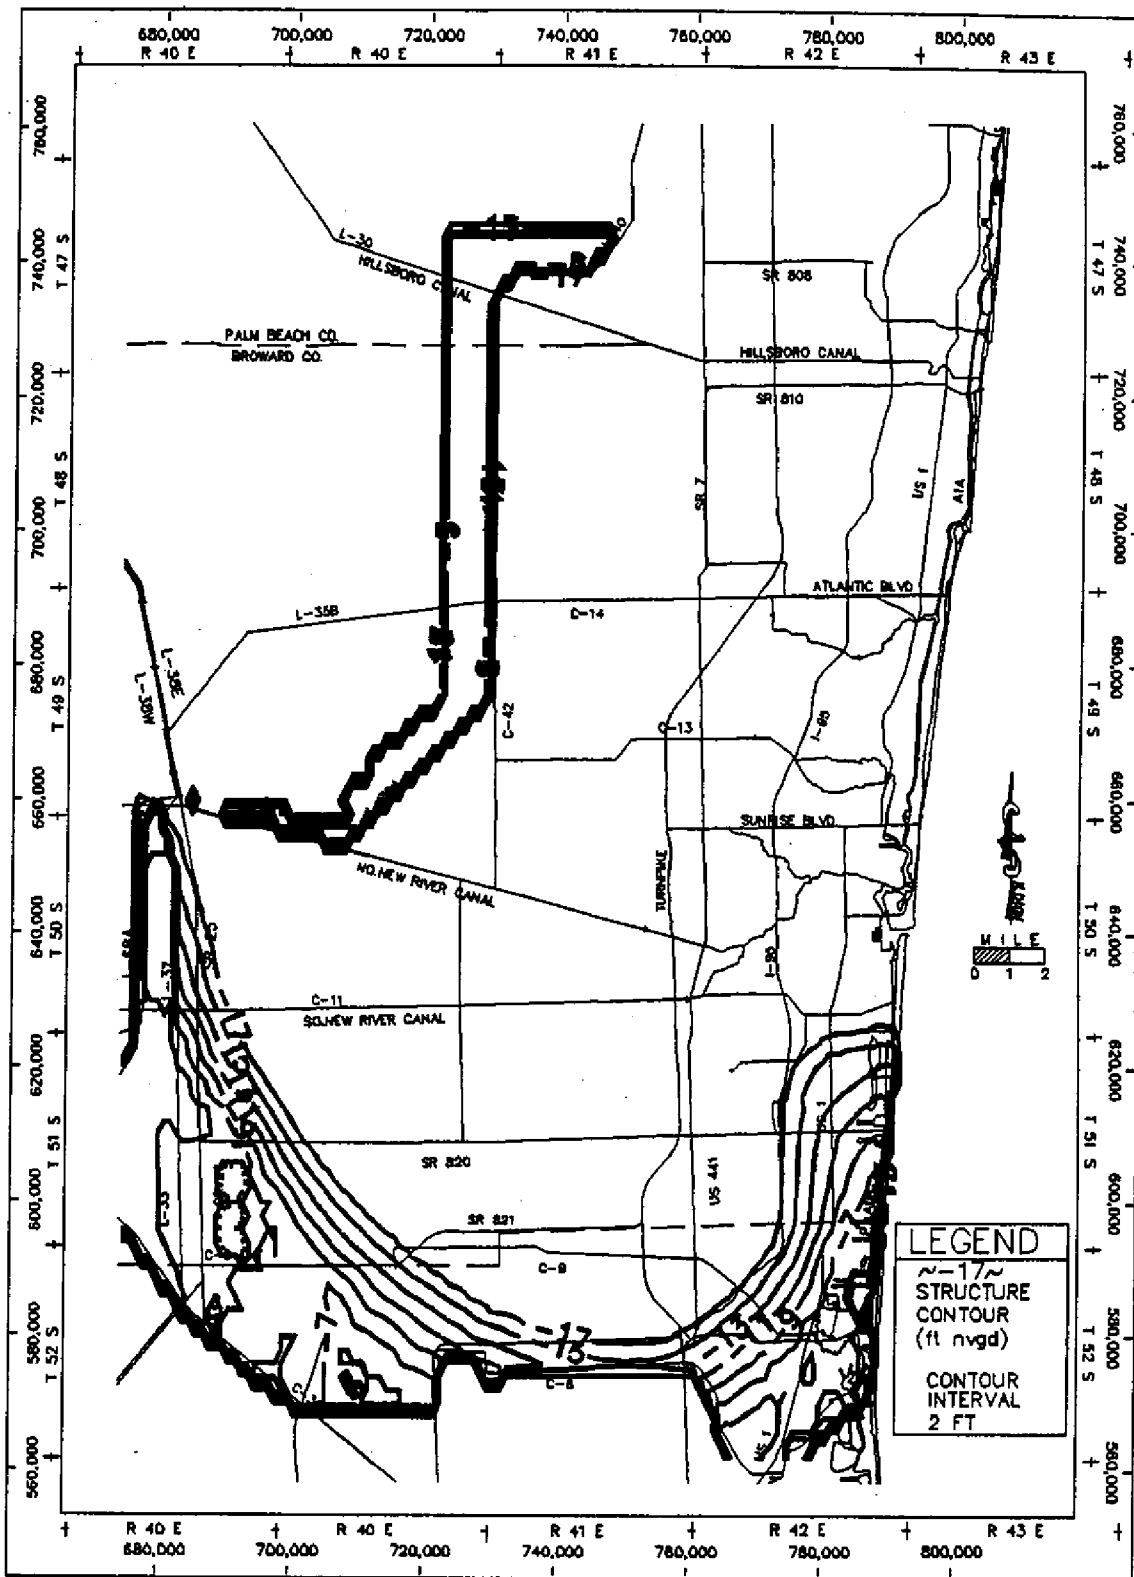 680,000 700,000 720,000 740,000 760,000 780,000 800,000
R 40 E R 40 E R 41 E R 42 E R 43 E
760,000
740,000
T 47 S
720,000
T 48 S
700,000
680,000
T 49 S
660,000
T 50 S
640,000
620,000
T 51 S
600,000
580,000
T 52 S
560,000
L-30
HILLSBORO CANAL
15
17
SR 808
PALM BEACH CO.
BROWARD CO.
HILLSBORO CANAL
SR 810
SR 7
US 1
A1A
ATLANTIC BLVD
L-35B
C-14
L-38E
L-38W
C-42
C-13
I-95
SUNRISE BLVD
NO.NEW RIVER CANAL
TURNPIKE
L-37
C-11
SO.NEW RIVER CANAL
SR 820
US 441
SR 821
L-33
C-9
-7
-13
C-8
US 1
760,000
740,000
T 47 S
720,000
T 48 S
700,000
680,000
T 49 S
660,000
T 50 S
640,000
620,000
T 51 S
600,000
580,000
T 52 S
560,000
MILE
0 1 2
LEGEND
~-17~
STRUCTURE
CONTOUR
(ft nvgd)
CONTOUR
INTERVAL
2 FT
R 40 E R 40 E R 41 E R 42 E R 43 E
680,000 700,000 720,000 740,000 760,000 780,000 800,000